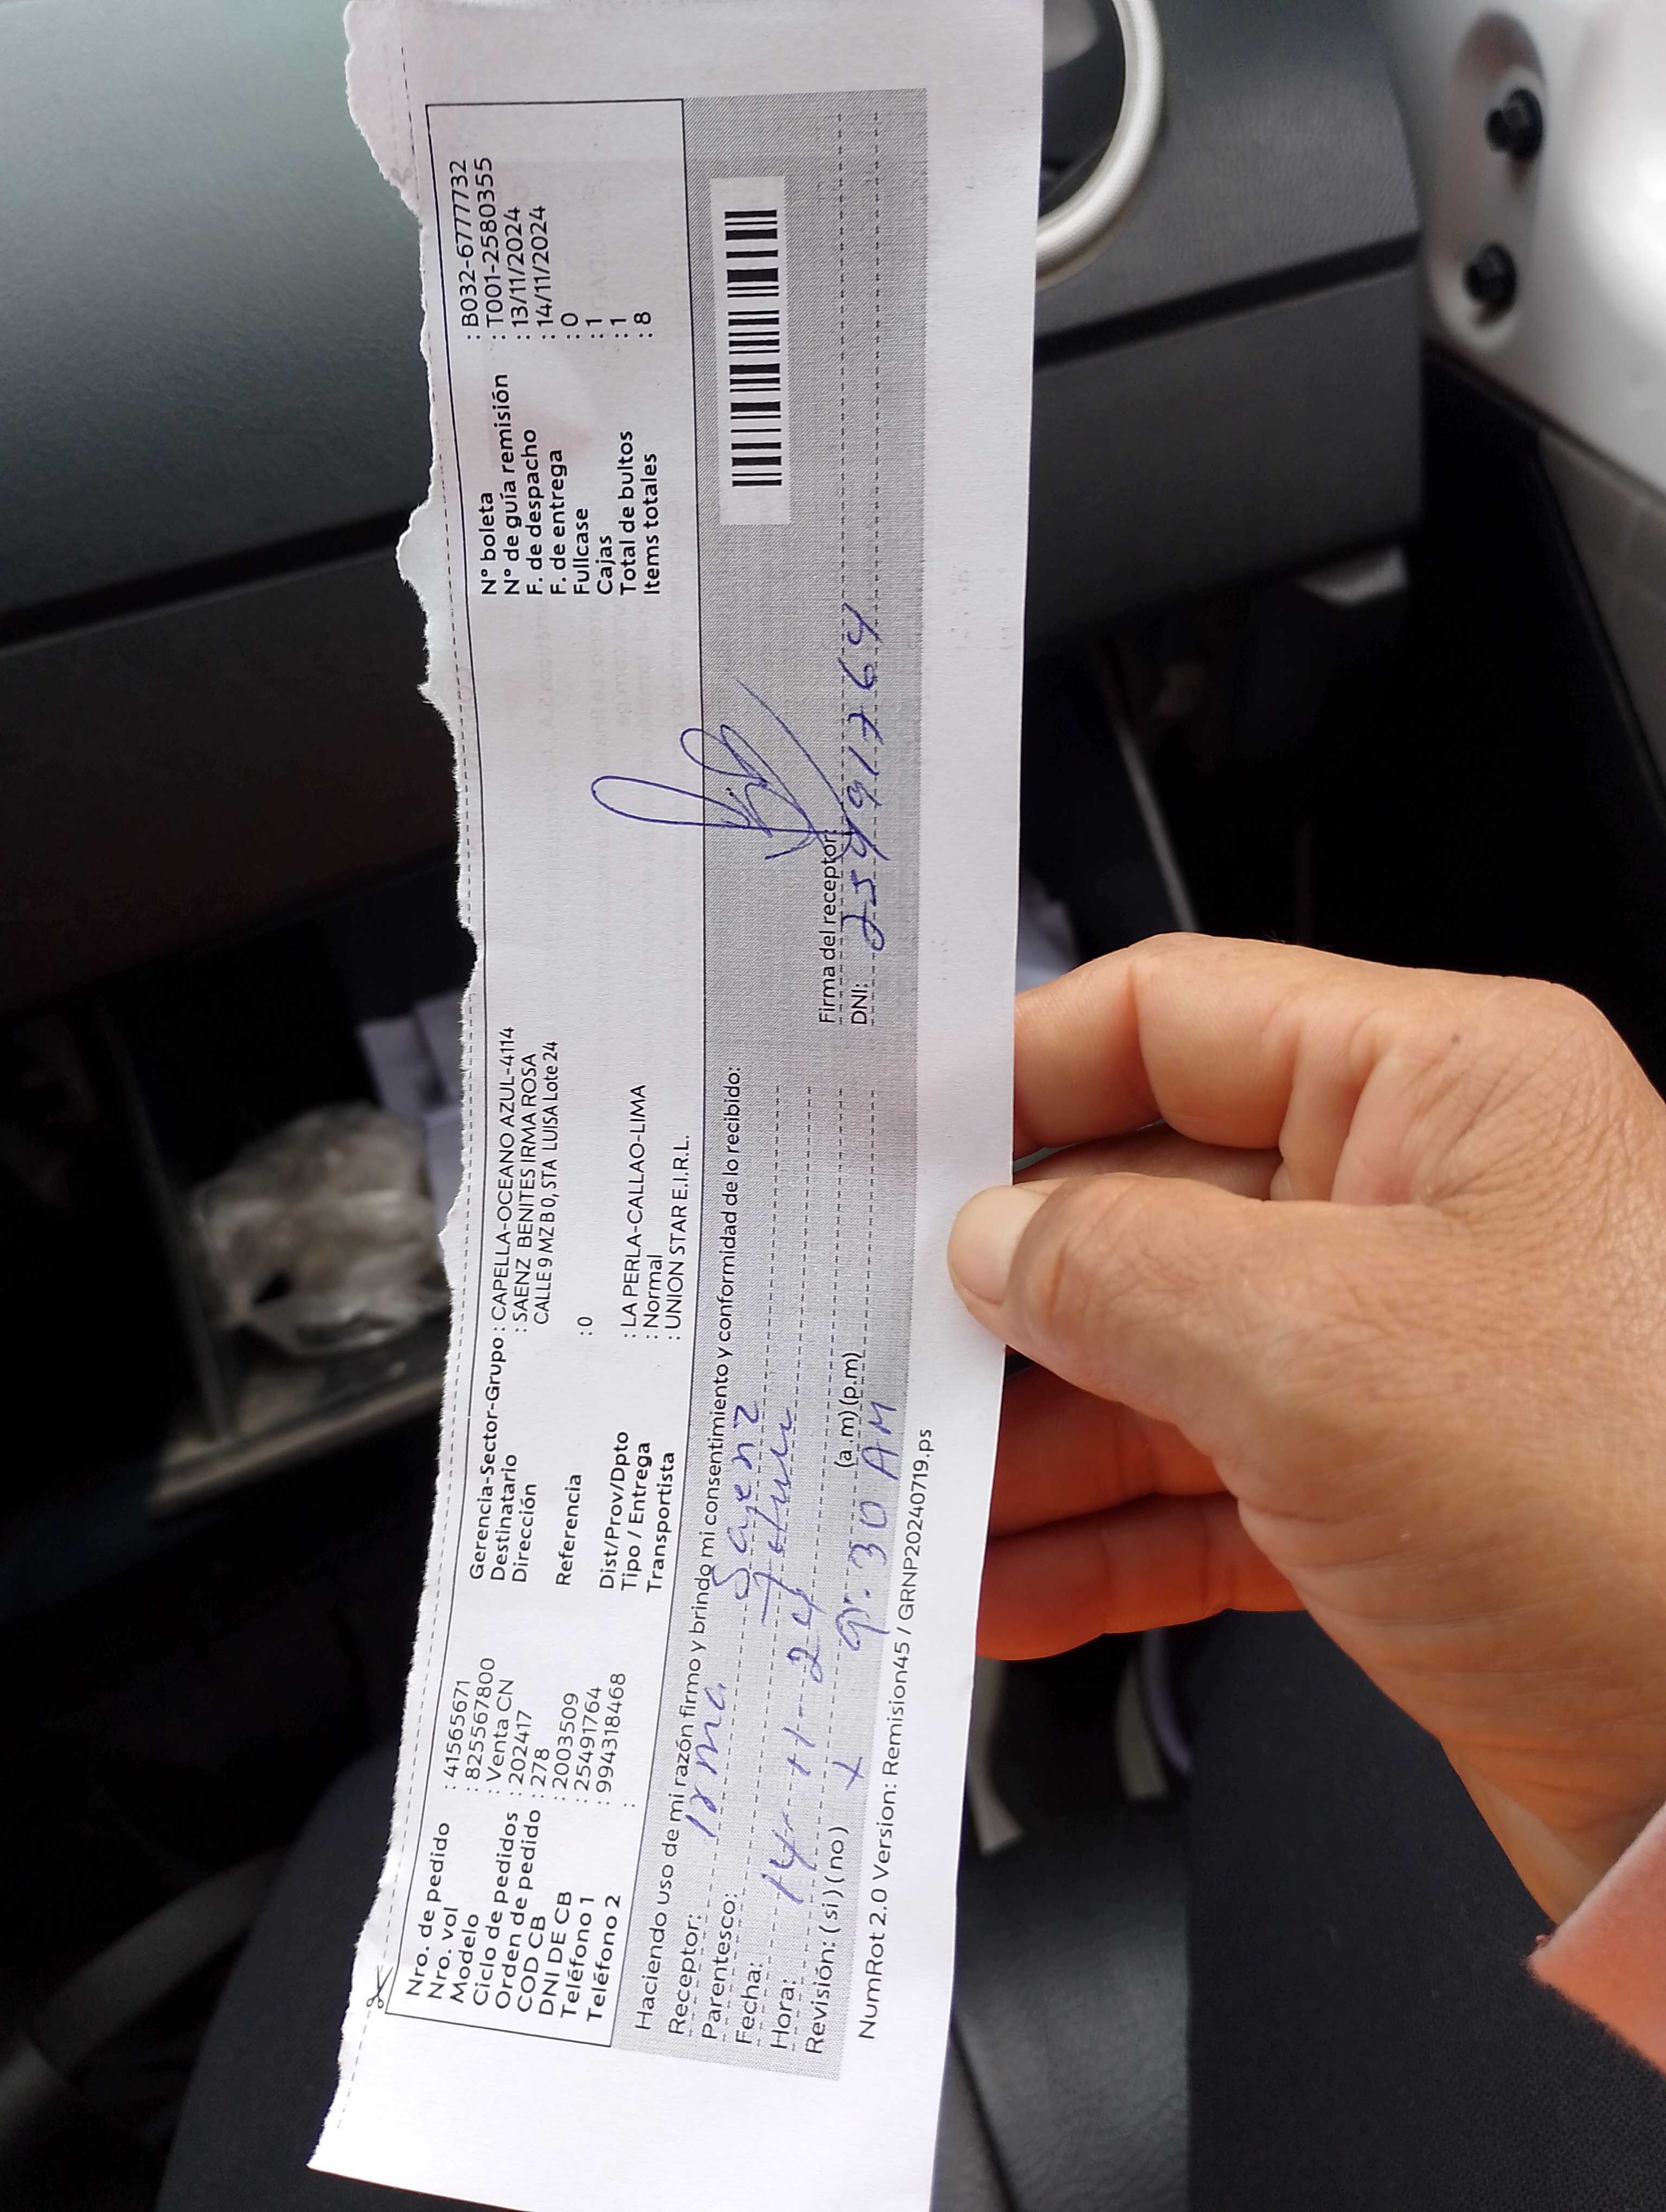 Nro. de pedido : 41565671
Nro. vol : 8255567800
Modelo : Venta CN
Ciclo de pedidos : 202417
Orden de pedido : 278
COD CB : 2003509
DNI DE CB : 25491764
Teléfono 1 : 994318468
Teléfono 2 :
Gerencia-Sector-Grupo : CAPELLA-OCEANO AZUL-4114
Destinatario : SAENZ BENITES IRMA ROSA
Dirección CALLE 9 MZ B 0, STA LUISA Lote 24
Referencia : 0
Dist/Prov/Dpto : LA PERLA-CALLAO-LIMA
Tipo / Entrega : Normal
Transportista : UNION STAR E.I.R.L.
N° boleta : B032-6777732
N° de guía remisión : T001-2580355
F. de despacho : 13/11/2024
F. de entrega : 14/11/2024
Fullcase : 0
Cajas : 1
Total de bultos : 1
Items totales : 8
Haciendo uso de mi razón firmo y brindo mi consentimiento y conformidad de lo recibido:
Receptor: Irma Saenz
Parentesco:
Fecha: 14-11-24
Hora: 9:30 AM (a.m) (p.m)
Revisión: ( si ) ( no ) x
Firma del receptor:
DNI: 25491764
NumRot 2.0 Version: Remision45 / GRNP20240719.ps